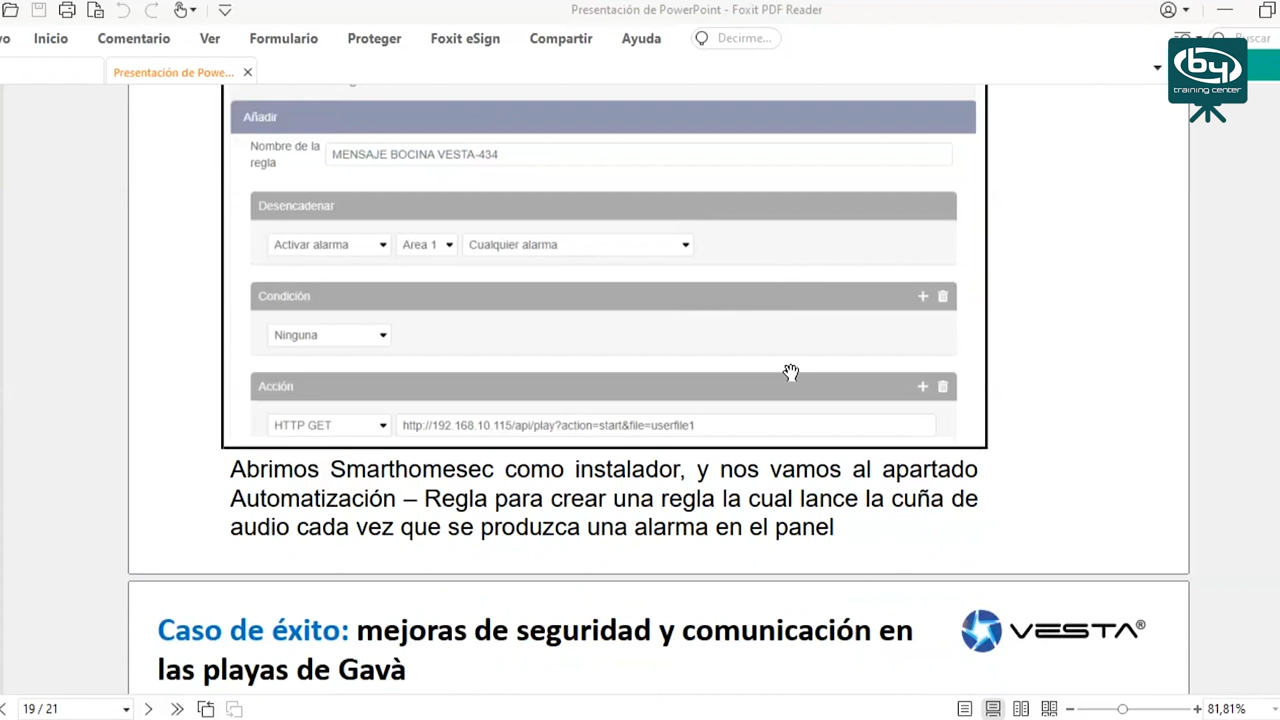 Presentación de PowerPoint - Foxit PDF Reader
Inicio Comentario Ver Formulario Proteger Foxit eSign Compartir Ayuda Decirme... Buscar
Presentación de Powe...
by
training center
Añadir
Nombre de la regla
MENSAJE BOCINA VESTA-434
Desencadenar
Activar alarma Area 1 Cualquier alarma
Condición
Ninguna
Acción
HTTP GET http://192.168.10.115/api/play?action=start&file=userfile1
Abrimos Smarthomesec como instalador, y nos vamos al apartado
Automatización – Regla para crear una regla la cual lance la cuña de
audio cada vez que se produzca una alarma en el panel
Caso de éxito: mejoras de seguridad y comunicación en
las playas de Gavà
VESTA®
19 / 21
81,81%